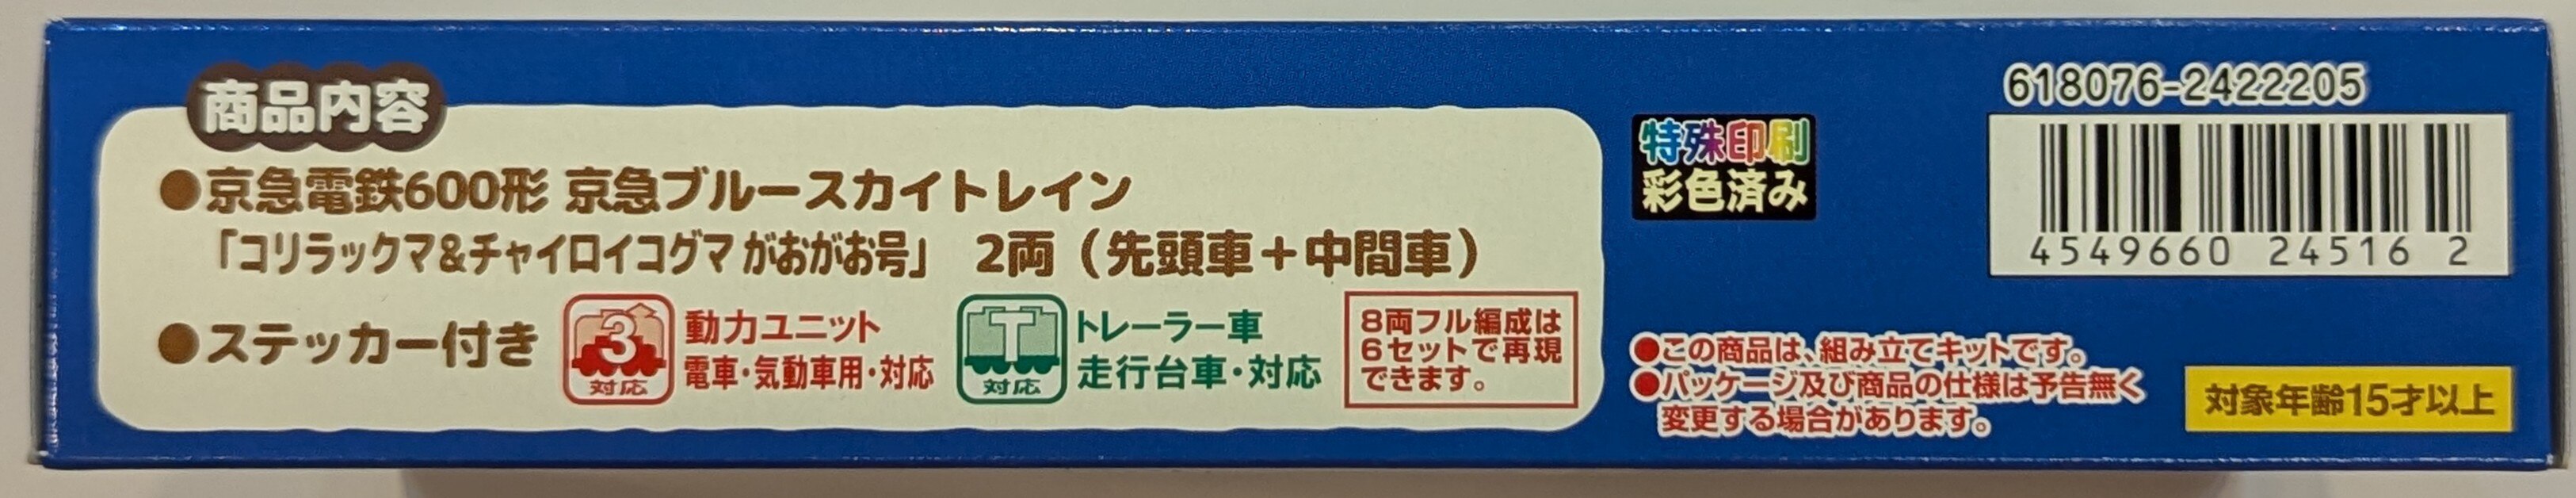 商品内容
●京急電鉄600形 京急ブルースカイトレイン
「コリラックマ&チャイロイコグマ がおがお号」 2両（先頭車＋中間車）
●ステッカー付き
3
対応
動力ユニット
電車・気動車用・対応
T
対応
トレーラー車
走行台車・対応
8両フル編成は
6セットで再現
できます。
特殊印刷
彩色済み
618076-2422205
4549660 24516 2
●この商品は、組み立てキットです。
●パッケージ及び商品の仕様は予告無く
変更する場合があります。
対象年齢15才以上